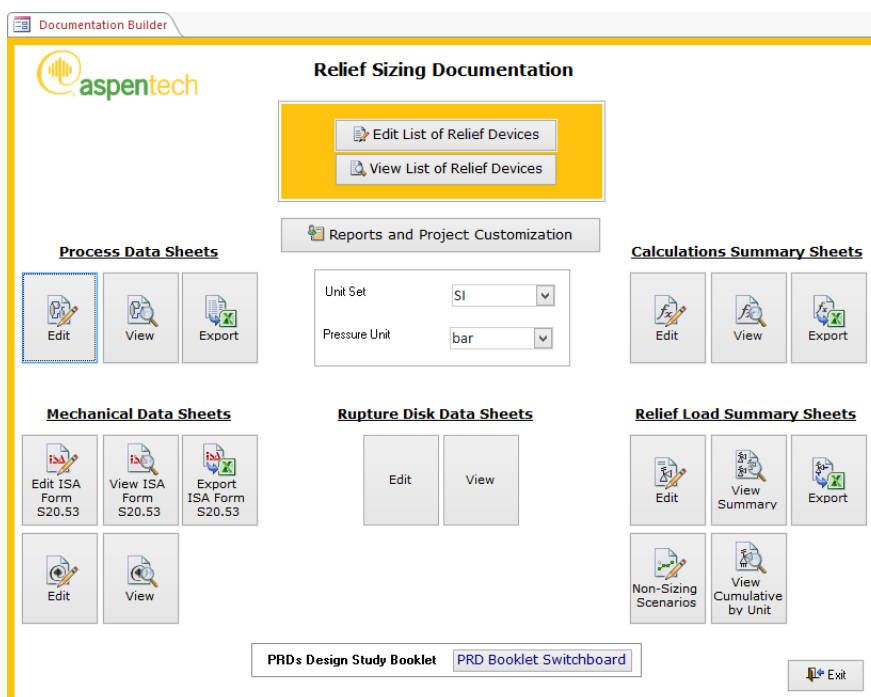 Documentation Builder
aspentech
Relief Sizing Documentation
Edit List of Relief Devices
View List of Relief Devices
Reports and Project Customization
Process Data Sheets
Edit
View
Export
Unit Set
SI
Pressure Unit
bar
Calculations Summary Sheets
Edit
View
Export
Mechanical Data Sheets
Edit ISA
Form
S20.53
View ISA
Form
S20.53
Export
ISA Form
S20.53
Edit
View
Rupture Disk Data Sheets
Edit
View
Relief Load Summary Sheets
Edit
View
Summary
Export
Non-Sizing
Scenarios
View
Cumulative
by Unit
PRDs Design Study Booklet
PRD Booklet Switchboard
Exit